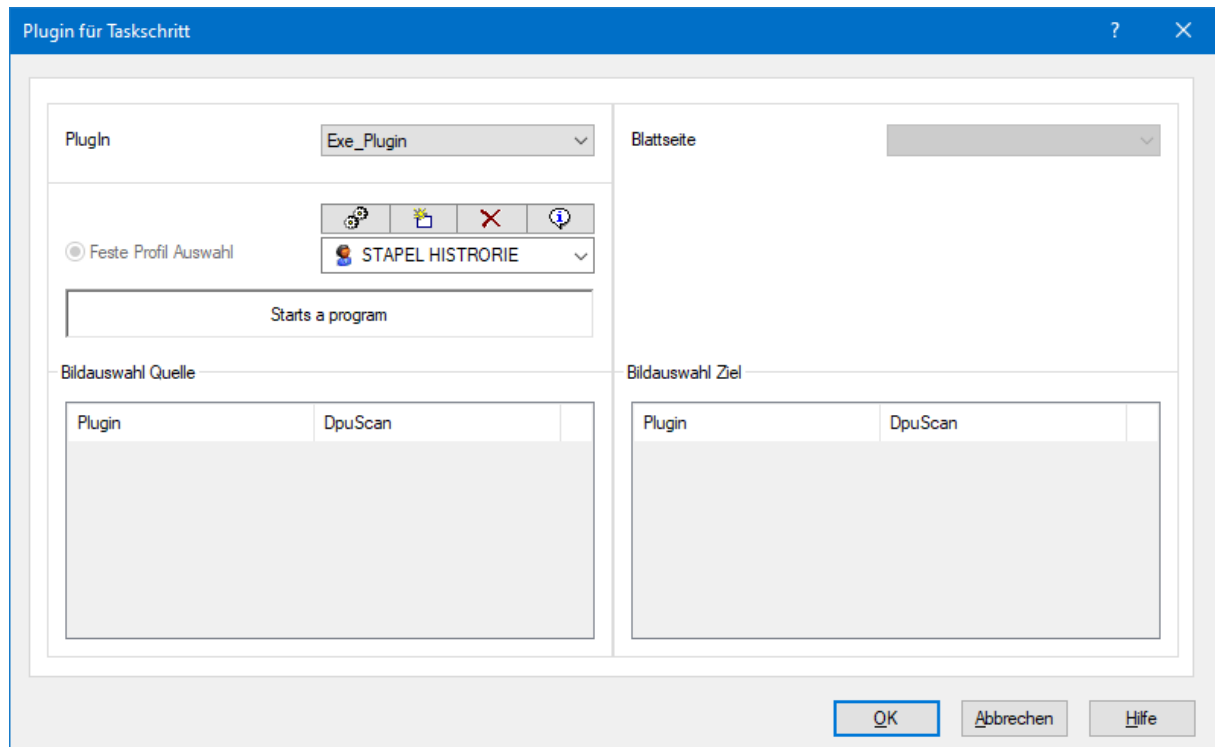 Plugin für Taskschritt
PlugIn
Exe_Plugin
Blattseite
Feste Profil Auswahl
STAPEL HISTRORIE
Starts a program
Bildauswahl Quelle
Bildauswahl Ziel
Plugin DpuScan
Plugin DpuScan
OK Abbrechen Hilfe